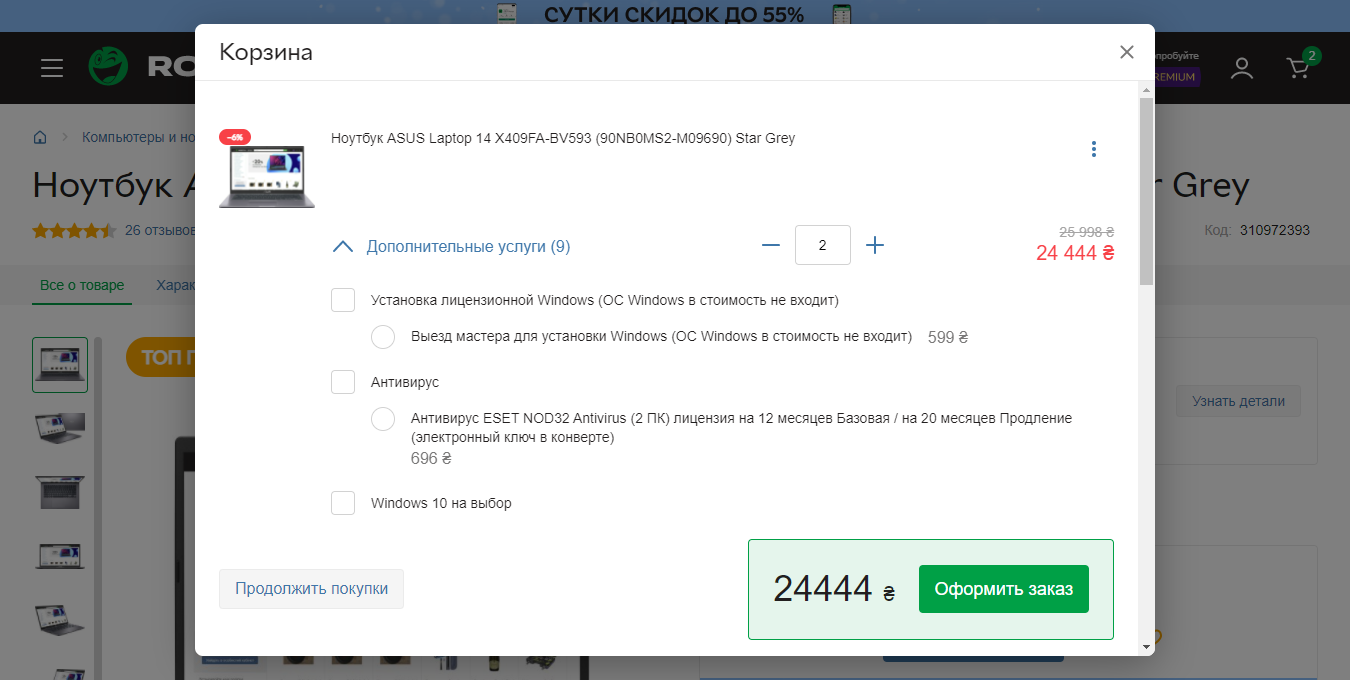 СУТКИ СКИДОК ДО 55%
Корзина
RO
опробуйте
REMIUM
2
Компьютеры и но
-6%
Ноутбук ASUS Laptop 14 X409FA-BV593 (90NB0MS2-M09690) Star Grey
Ноутбук A
r Grey
26 отзывов
Дополнительные услуги (9)
2
25 998 ₴
24 444 ₴
Код: 310972393
Все о товаре
Харак
Установка лицензионной Windows (ОС Windows в стоимость не входит)
Выезд мастера для установки Windows (ОС Windows в стоимость не входит) 599 ₴
ТОП П
Антивирус
Узнать детали
Антивирус ESET NOD32 Antivirus (2 ПК) лицензия на 12 месяцев Базовая / на 20 месяцев Продление
(электронный ключ в конверте)
696 ₴
Windows 10 на выбор
Продолжить покупки
24444 ₴
Оформить заказ